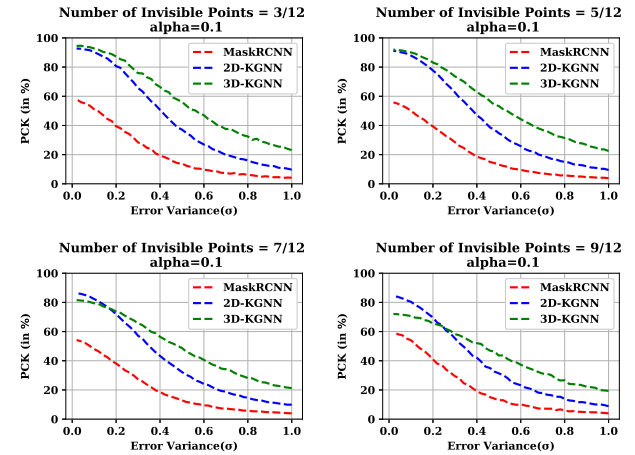 Number of Invisible Points = 3/12
alpha=0.1
PCK (in %)
100
80
60
40
20
0
MaskRCNN
2D-KGNN
3D-KGNN
0.0 0.2 0.4 0.6 0.8 1.0
Error Variance(σ)
Number of Invisible Points = 5/12
alpha=0.1
PCK (in %)
100
80
60
40
20
0
MaskRCNN
2D-KGNN
3D-KGNN
0.0 0.2 0.4 0.6 0.8 1.0
Error Variance(σ)
Number of Invisible Points = 7/12
alpha=0.1
PCK (in %)
100
80
60
40
20
0
MaskRCNN
2D-KGNN
3D-KGNN
0.0 0.2 0.4 0.6 0.8 1.0
Error Variance(σ)
Number of Invisible Points = 9/12
alpha=0.1
PCK (in %)
100
80
60
40
20
0
MaskRCNN
2D-KGNN
3D-KGNN
0.0 0.2 0.4 0.6 0.8 1.0
Error Variance(σ)